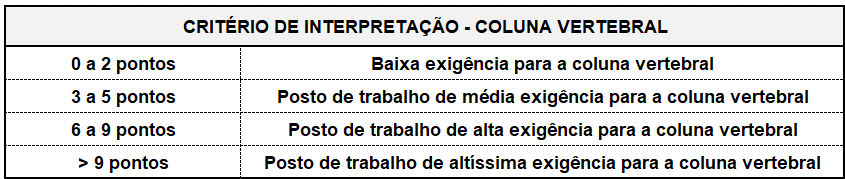 CRITÉRIO DE INTERPRETAÇÃO - COLUNA VERTEBRAL
0 a 2 pontos Baixa exigência para a coluna vertebral
3 a 5 pontos Posto de trabalho de média exigência para a coluna vertebral
6 a 9 pontos Posto de trabalho de alta exigência para a coluna vertebral
> 9 pontos Posto de trabalho de altíssima exigência para a coluna vertebral